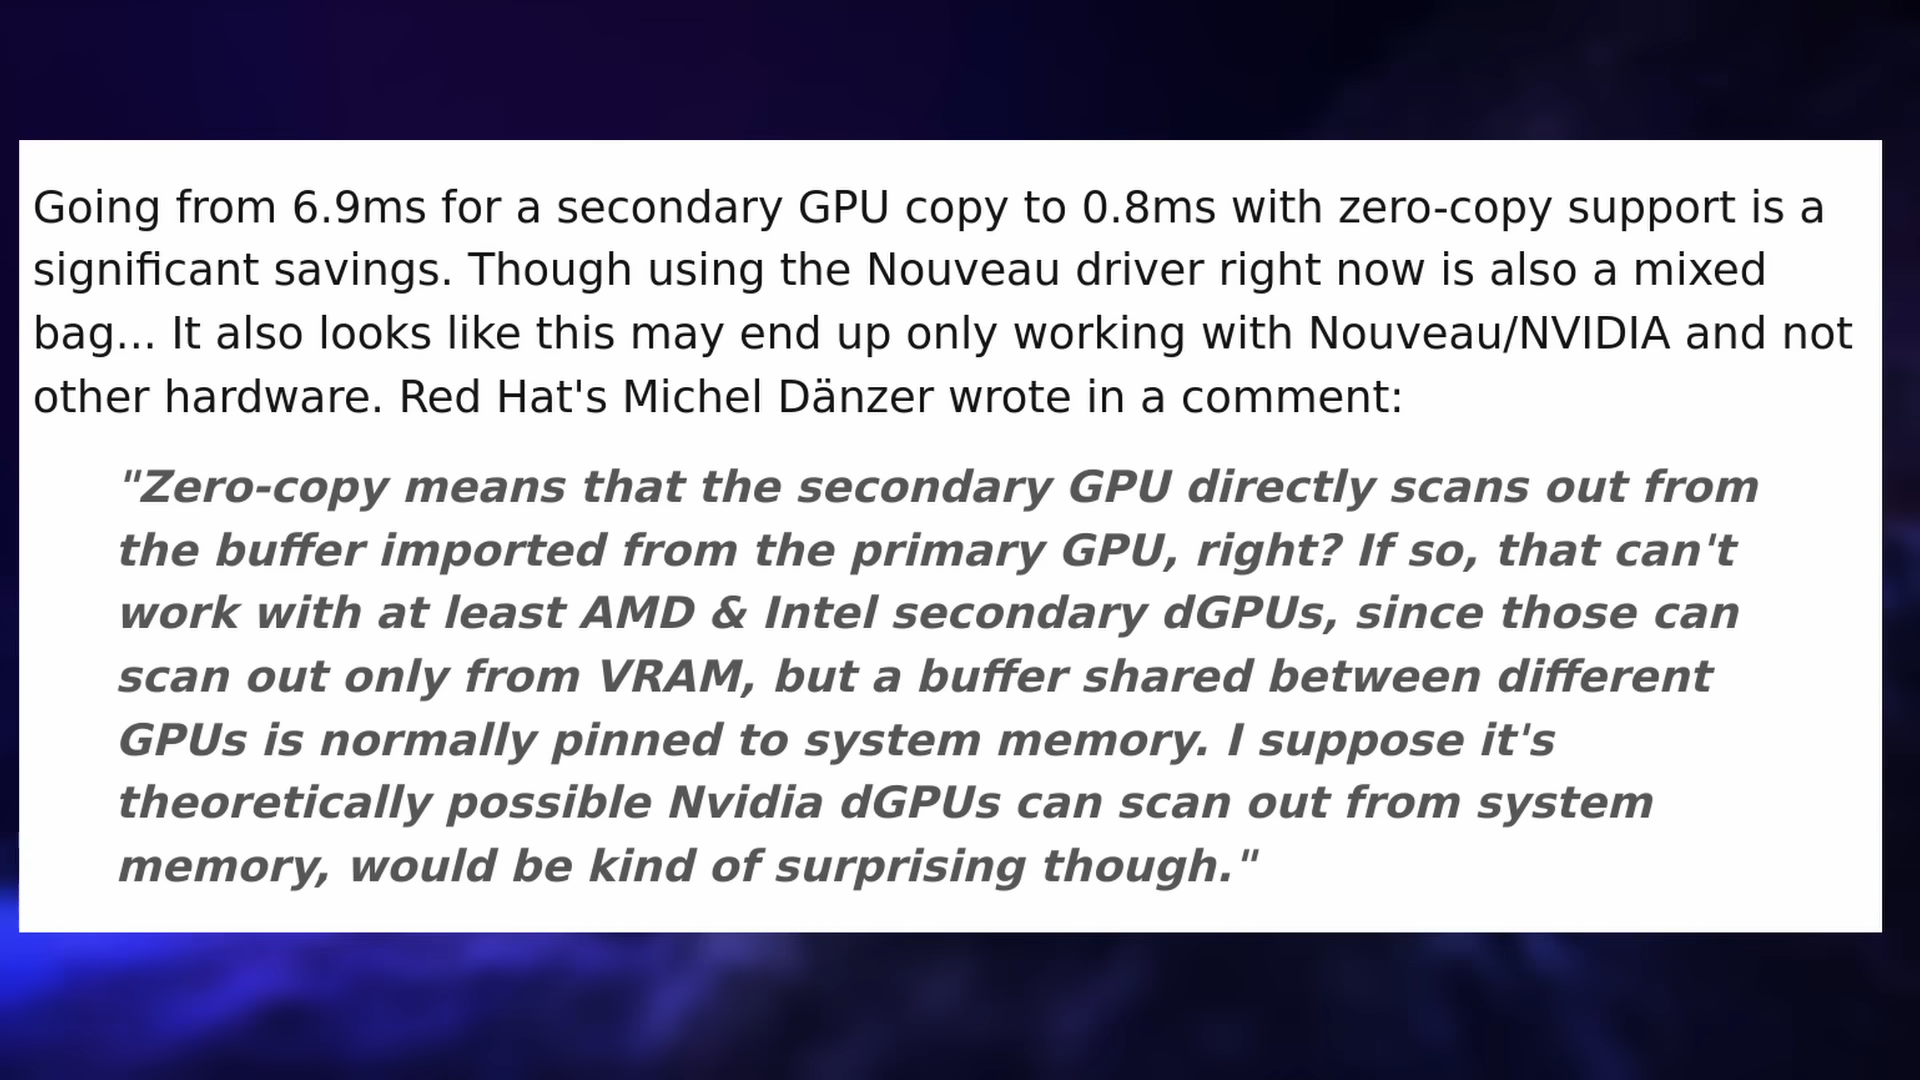 Going from 6.9ms for a secondary GPU copy to 0.8ms with zero-copy support is a
significant savings. Though using the Nouveau driver right now is also a mixed
bag... It also looks like this may end up only working with Nouveau/NVIDIA and not
other hardware. Red Hat's Michel Dänzer wrote in a comment:
"Zero-copy means that the secondary GPU directly scans out from
the buffer imported from the primary GPU, right? If so, that can't
work with at least AMD & Intel secondary dGPUs, since those can
scan out only from VRAM, but a buffer shared between different
GPUs is normally pinned to system memory. I suppose it's
theoretically possible Nvidia dGPUs can scan out from system
memory, would be kind of surprising though."